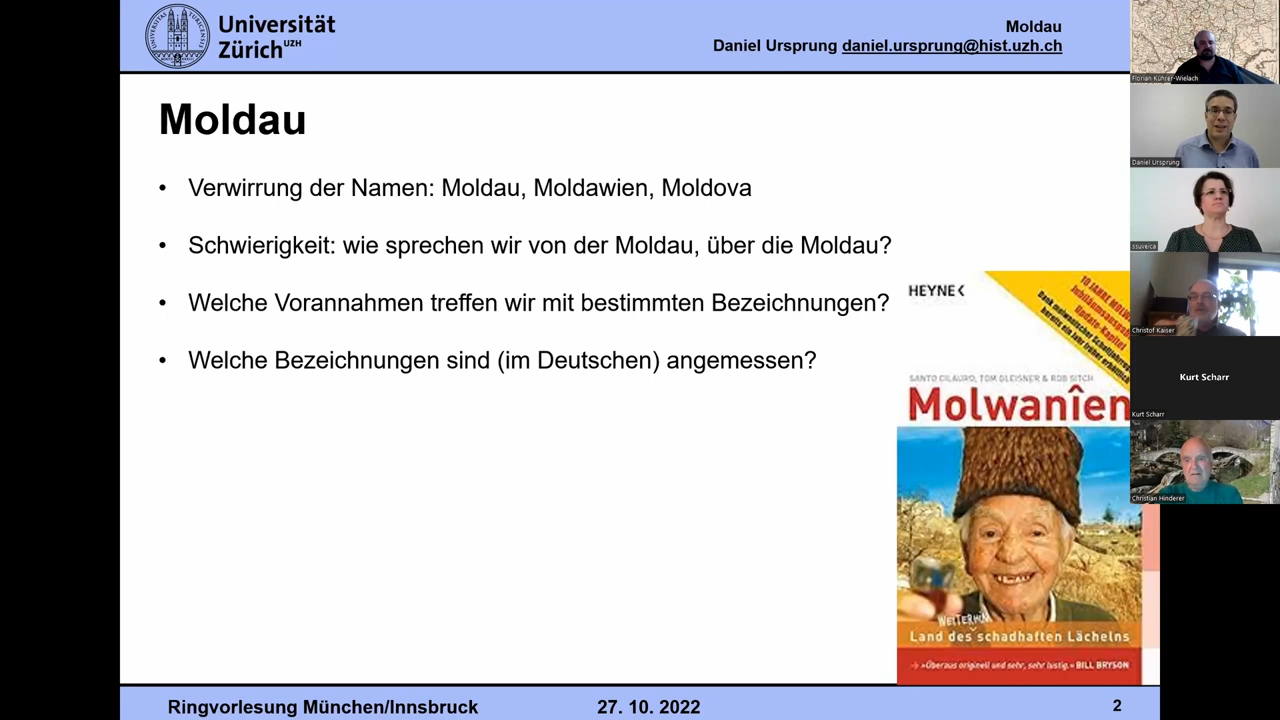 Universität
Zürich UZH
Moldau
Daniel Ursprung daniel.ursprung@hist.uzh.ch
Moldau
• Verwirrung der Namen: Moldau, Moldawien, Moldova
• Schwierigkeit: wie sprechen wir von der Moldau, über die Moldau?
• Welche Vorannahmen treffen wir mit bestimmten Bezeichnungen?
• Welche Bezeichnungen sind (im Deutschen) angemessen?
HEYNE
10 JAHRE
SANTO CILAURO, TOM GLEISNER & ROB SITCH
Molwanîen
WEITERHIN
Land des schadhaften Lächelns
»Überaus originell und sehr, sehr lustig.« BILL BRYSON
Ringvorlesung München/Innsbruck
27. 10. 2022
2
Florian Kührer-Wielach
Daniel Ursprung
ssuveica
Christof Kaiser
Kurt Scharr
Kurt Scharr
Christian Hinderer